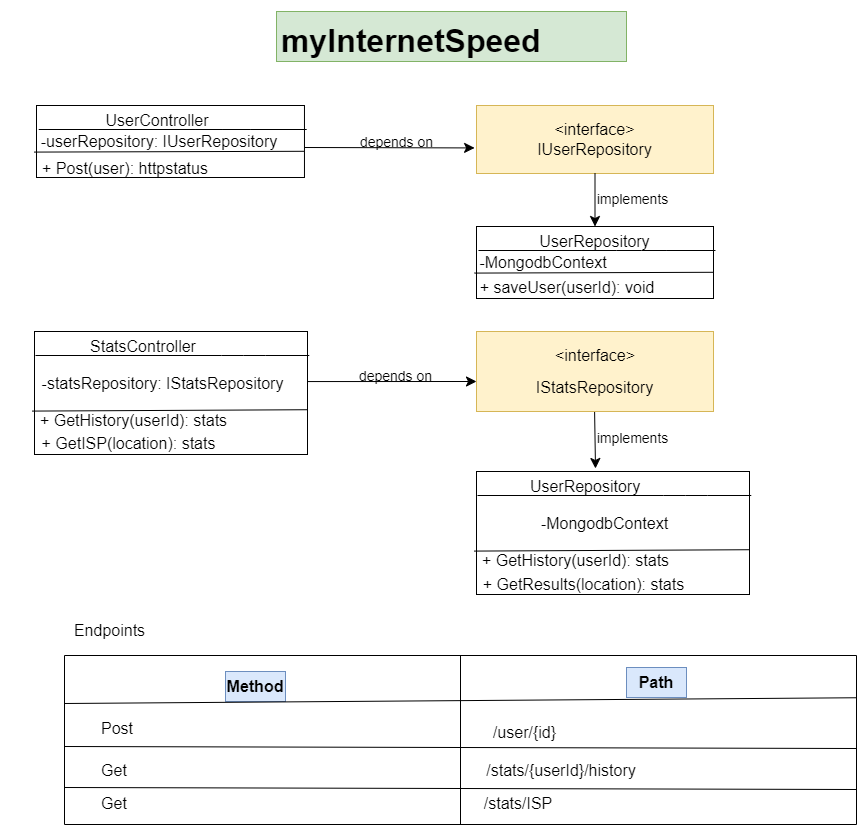 myInternetSpeed
UserController
-userRepository: IUserRepository
+ Post(user): httpstatus
depends on
<interface>
IUserRepository
implements
UserRepository
-MongodbContext
+ saveUser(userId): void
StatsController
-statsRepository: IStatsRepository
+ GetHistory(userId): stats
+ GetISP(location): stats
depends on
<interface>
IStatsRepository
implements
UserRepository
-MongodbContext
+ GetHistory(userId): stats
+ GetResults(location): stats
Endpoints
Method Path
Post /user/{id}
Get /stats/{userId}/history
Get /stats/ISP